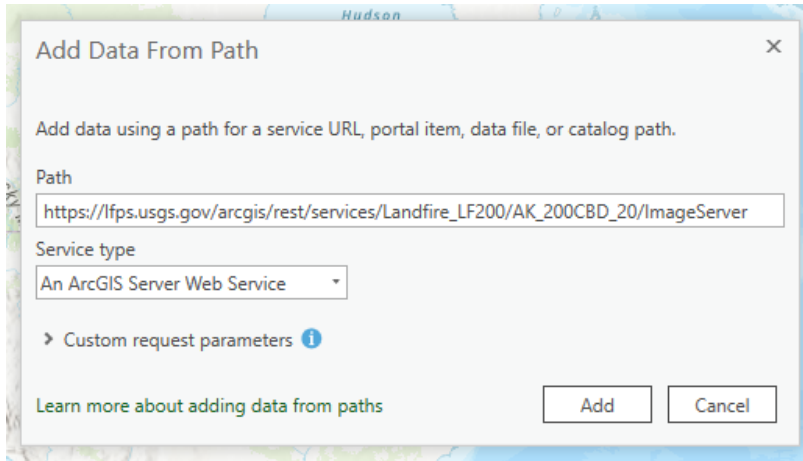 Hudson
Add Data From Path
Add data using a path for a service URL, portal item, data file, or catalog path.
Path
https://lfps.usgs.gov/arcgis/rest/services/Landfire_LF200/AK_200CBD_20/ImageServer
Service type
An ArcGIS Server Web Service
Custom request parameters
Learn more about adding data from paths
Add
Cancel